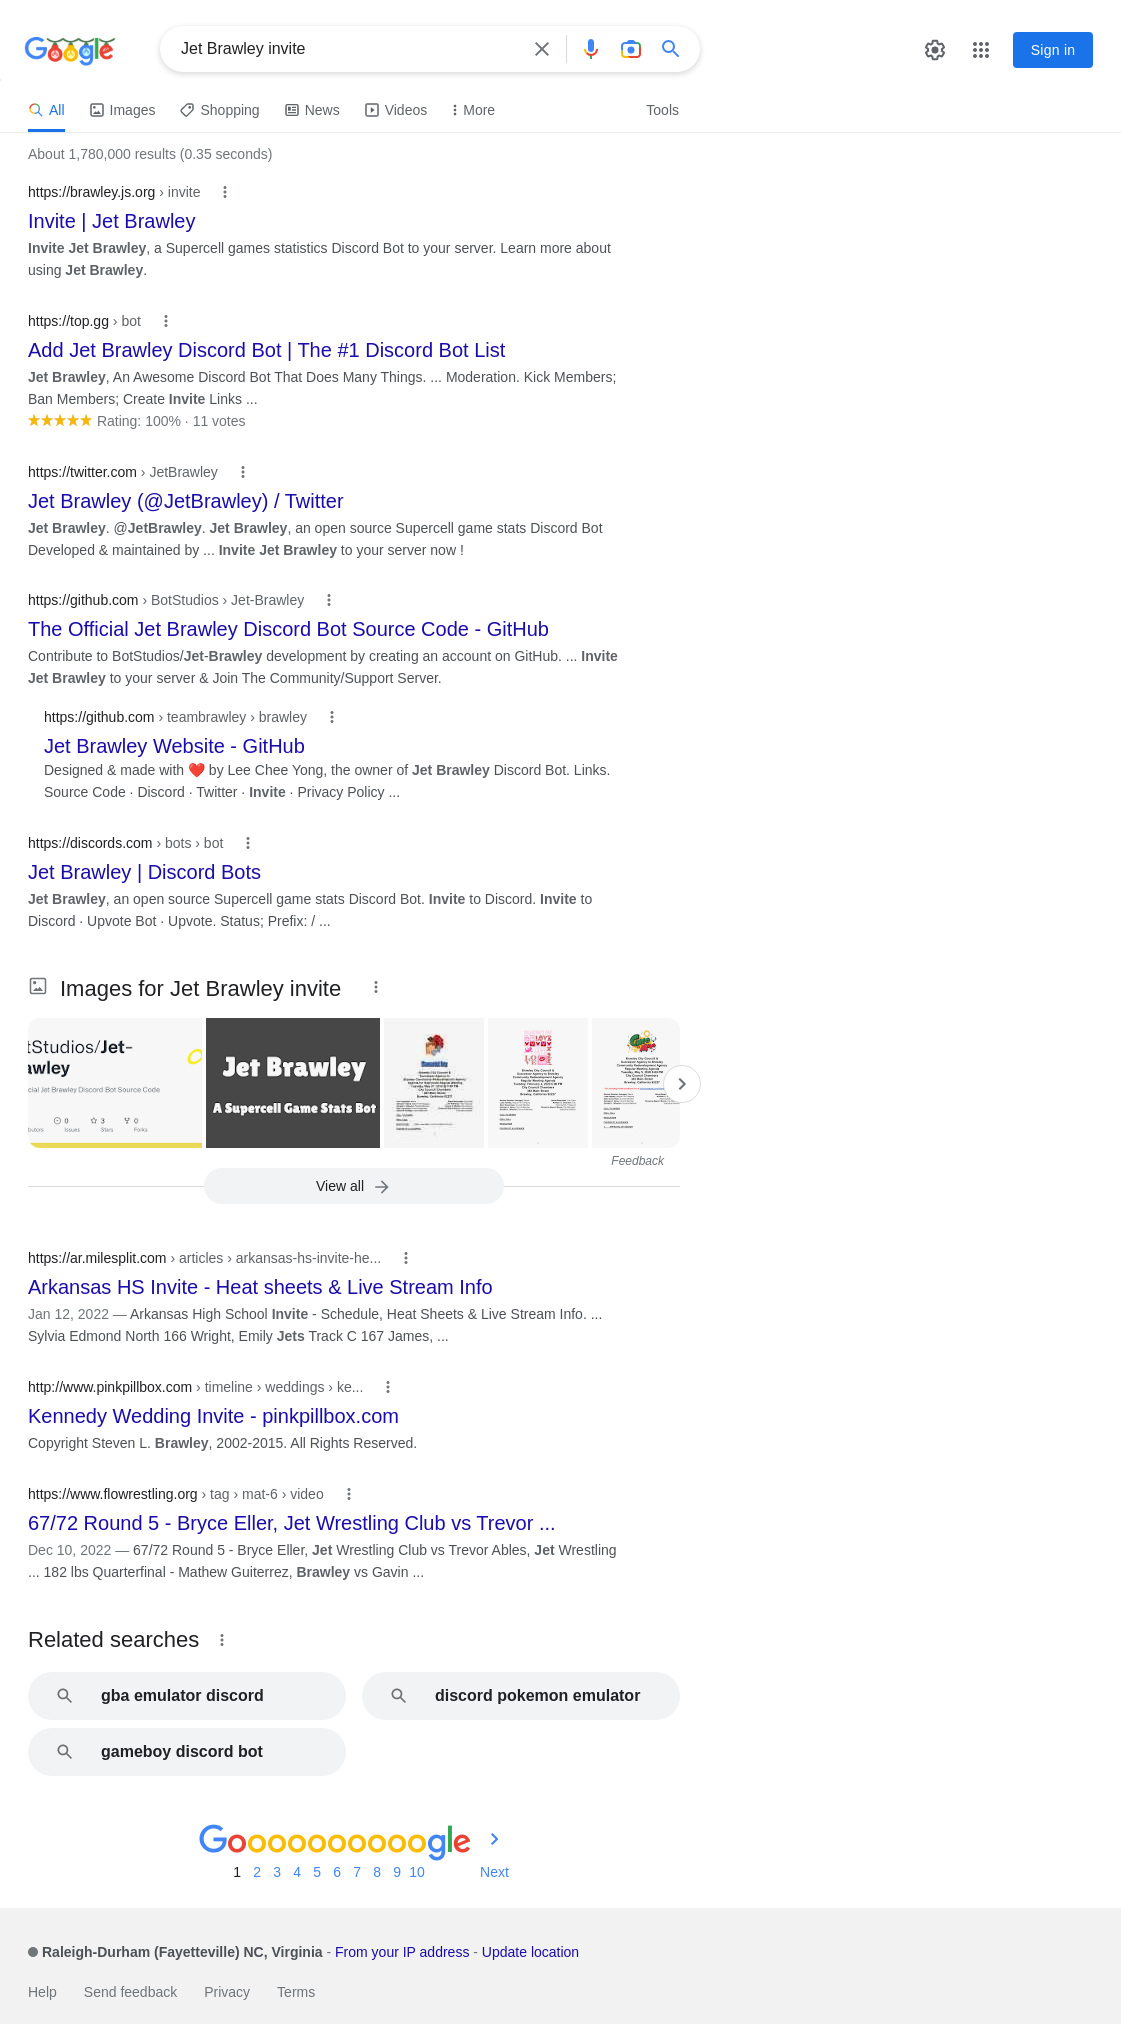 Google
Jet Brawley invite
Sign in
All Images Shopping News Videos More Tools
About 1,780,000 results (0.35 seconds)
https://brawley.js.org › invite
Invite | Jet Brawley
Invite Jet Brawley, a Supercell games statistics Discord Bot to your server. Learn more about
using Jet Brawley.
https://top.gg › bot
Add Jet Brawley Discord Bot | The #1 Discord Bot List
Jet Brawley, An Awesome Discord Bot That Does Many Things. ... Moderation. Kick Members;
Ban Members; Create Invite Links ...
Rating: 100% · 11 votes
https://twitter.com › JetBrawley
Jet Brawley (@JetBrawley) / Twitter
Jet Brawley. @JetBrawley. Jet Brawley, an open source Supercell game stats Discord Bot
Developed & maintained by ... Invite Jet Brawley to your server now !
https://github.com › BotStudios › Jet-Brawley
The Official Jet Brawley Discord Bot Source Code - GitHub
Contribute to BotStudios/Jet-Brawley development by creating an account on GitHub. ... Invite
Jet Brawley to your server & Join The Community/Support Server.
https://github.com › teambrawley › brawley
Jet Brawley Website - GitHub
Designed & made with ❤️ by Lee Chee Yong, the owner of Jet Brawley Discord Bot. Links.
Source Code · Discord · Twitter · Invite · Privacy Policy ...
https://discords.com › bots › bot
Jet Brawley | Discord Bots
Jet Brawley, an open source Supercell game stats Discord Bot. Invite to Discord. Invite to
Discord · Upvote Bot · Upvote. Status; Prefix: / ...
Images for Jet Brawley invite
tStudios/Jet-
awley
cial Jet Brawley Discord Bot Source Code
0 3 0
Issues Stars Forks
Jet Brawley
A Supercell Game Stats Bot
Feedback
View all
https://ar.milesplit.com › articles › arkansas-hs-invite-he...
Arkansas HS Invite - Heat sheets & Live Stream Info
Jan 12, 2022 — Arkansas High School Invite - Schedule, Heat Sheets & Live Stream Info. ...
Sylvia Edmond North 166 Wright, Emily Jets Track C 167 James, ...
http://www.pinkpillbox.com › timeline › weddings › ke...
Kennedy Wedding Invite - pinkpillbox.com
Copyright Steven L. Brawley, 2002-2015. All Rights Reserved.
https://www.flowrestling.org › tag › mat-6 › video
67/72 Round 5 - Bryce Eller, Jet Wrestling Club vs Trevor ...
Dec 10, 2022 — 67/72 Round 5 - Bryce Eller, Jet Wrestling Club vs Trevor Ables, Jet Wrestling
... 182 lbs Quarterfinal - Mathew Guiterrez, Brawley vs Gavin ...
Related searches
gba emulator discord
discord pokemon emulator
gameboy discord bot
Goooooooooogle
1 2 3 4 5 6 7 8 9 10 Next
Raleigh-Durham (Fayetteville) NC, Virginia - From your IP address - Update location
Help Send feedback Privacy Terms